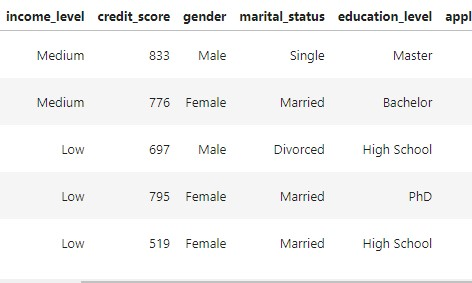 income_level credit_score gender marital_status education_level appl
Medium 833 Male Single Master
Medium 776 Female Married Bachelor
Low 697 Male Divorced High School
Low 795 Female Married PhD
Low 519 Female Married High School